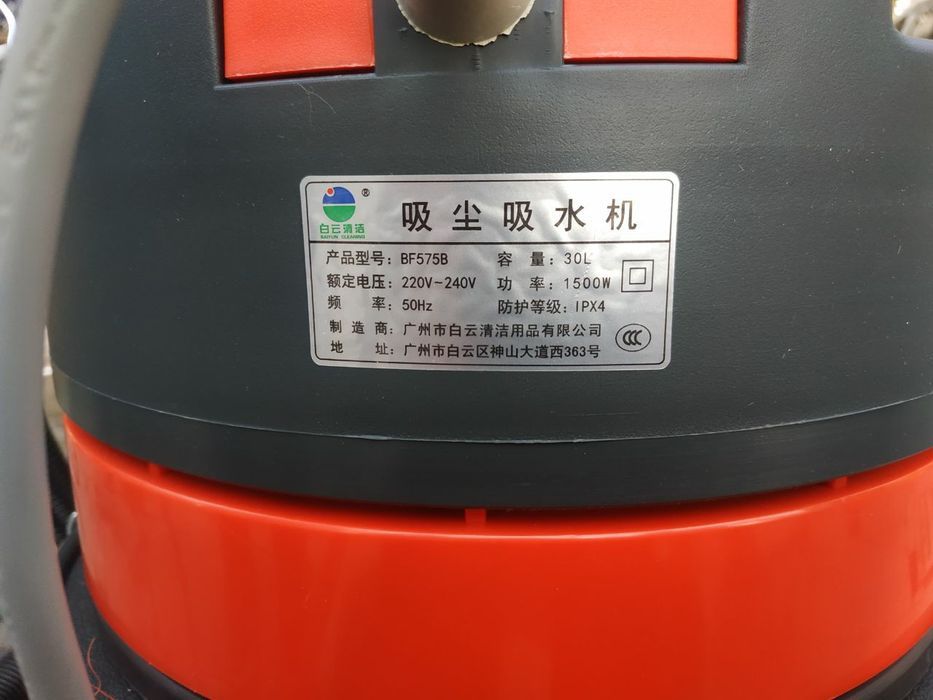 ® 吸尘吸水机
白云清洁
BAIYUN CLEANING
产品型号: BF575B 容量: 30L
额定电压: 220V~240V 功率: 1500W
频率: 50Hz 防护等级: IPX4
制造商: 广州市白云清洁用品有限公司
地址: 广州市白云区神山大道西363号
CCC